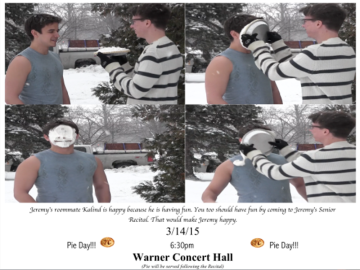 Jeremy's roommate Kalind is happy because he is having fun. You too should have fun by coming to Jeremy's Senior
Recital. That would make Jeremy happy.
3/14/15
Pie Day!!! 6:30pm Pie Day!!!
Warner Concert Hall
(Pie will be served following the Recital)